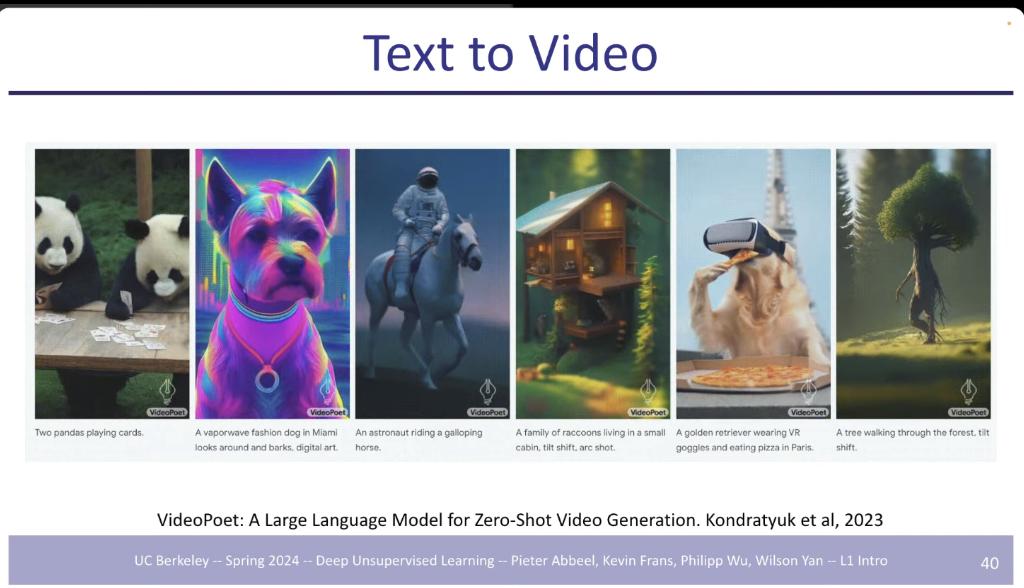 Text to Video
VideoPoet
VideoPoet
VideoPoet
VideoPoet
VideoPoet
VideoPoet
Two pandas playing cards.
A vaporwave fashion dog in Miami
looks around and barks, digital art.
An astronaut riding a galloping
horse.
A family of raccoons living in a small
cabin, tilt shift, arc shot.
A golden retriever wearing VR
goggles and eating pizza in Paris.
A tree walking through the forest, tilt
shift.
VideoPoet: A Large Language Model for Zero-Shot Video Generation. Kondratyuk et al, 2023
UC Berkeley -- Spring 2024 -- Deep Unsupervised Learning -- Pieter Abbeel, Kevin Frans, Philipp Wu, Wilson Yan -- L1 Intro
40